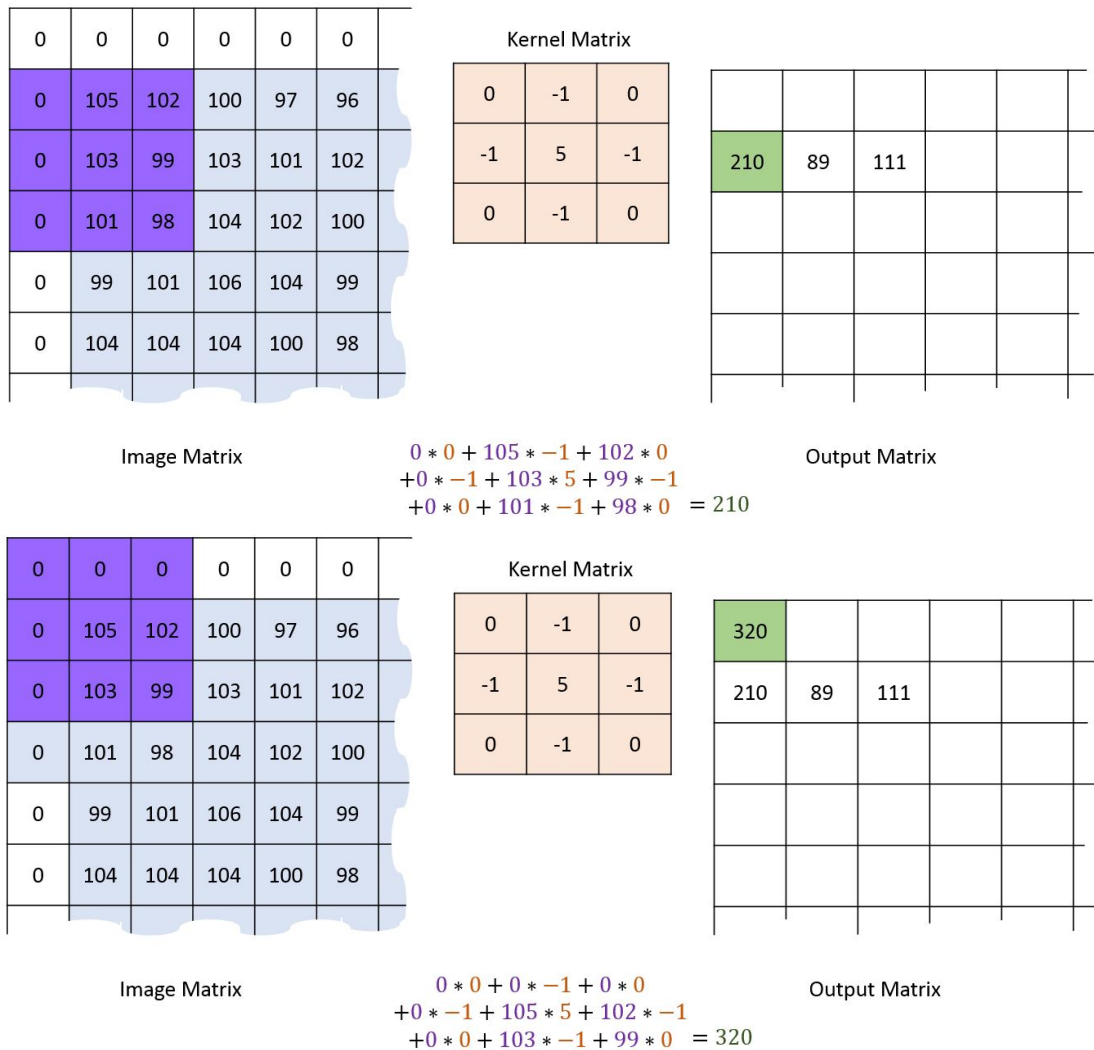 0 0 0 0 0 0
Kernel Matrix
0 105 102 100 97 96
0 -1 0
0 103 99 103 101 102
-1 5 -1
210 89 111
0 101 98 104 102 100
0 -1 0
0 99 101 106 104 99
0 104 104 104 100 98
Image Matrix
0 ∗ 0 + 105 ∗ −1 + 102 ∗ 0
+0 ∗ −1 + 103 ∗ 5 + 99 ∗ −1
+0 ∗ 0 + 101 ∗ −1 + 98 ∗ 0 = 210
Output Matrix
0 0 0 0 0 0
Kernel Matrix
0 105 102 100 97 96
0 -1 0
320
0 103 99 103 101 102
-1 5 -1
210 89 111
0 101 98 104 102 100
0 -1 0
0 99 101 106 104 99
0 104 104 104 100 98
Image Matrix
0 ∗ 0 + 0 ∗ −1 + 0 ∗ 0
+0 ∗ −1 + 105 ∗ 5 + 102 ∗ −1
+0 ∗ 0 + 103 ∗ −1 + 99 ∗ 0 = 320
Output Matrix